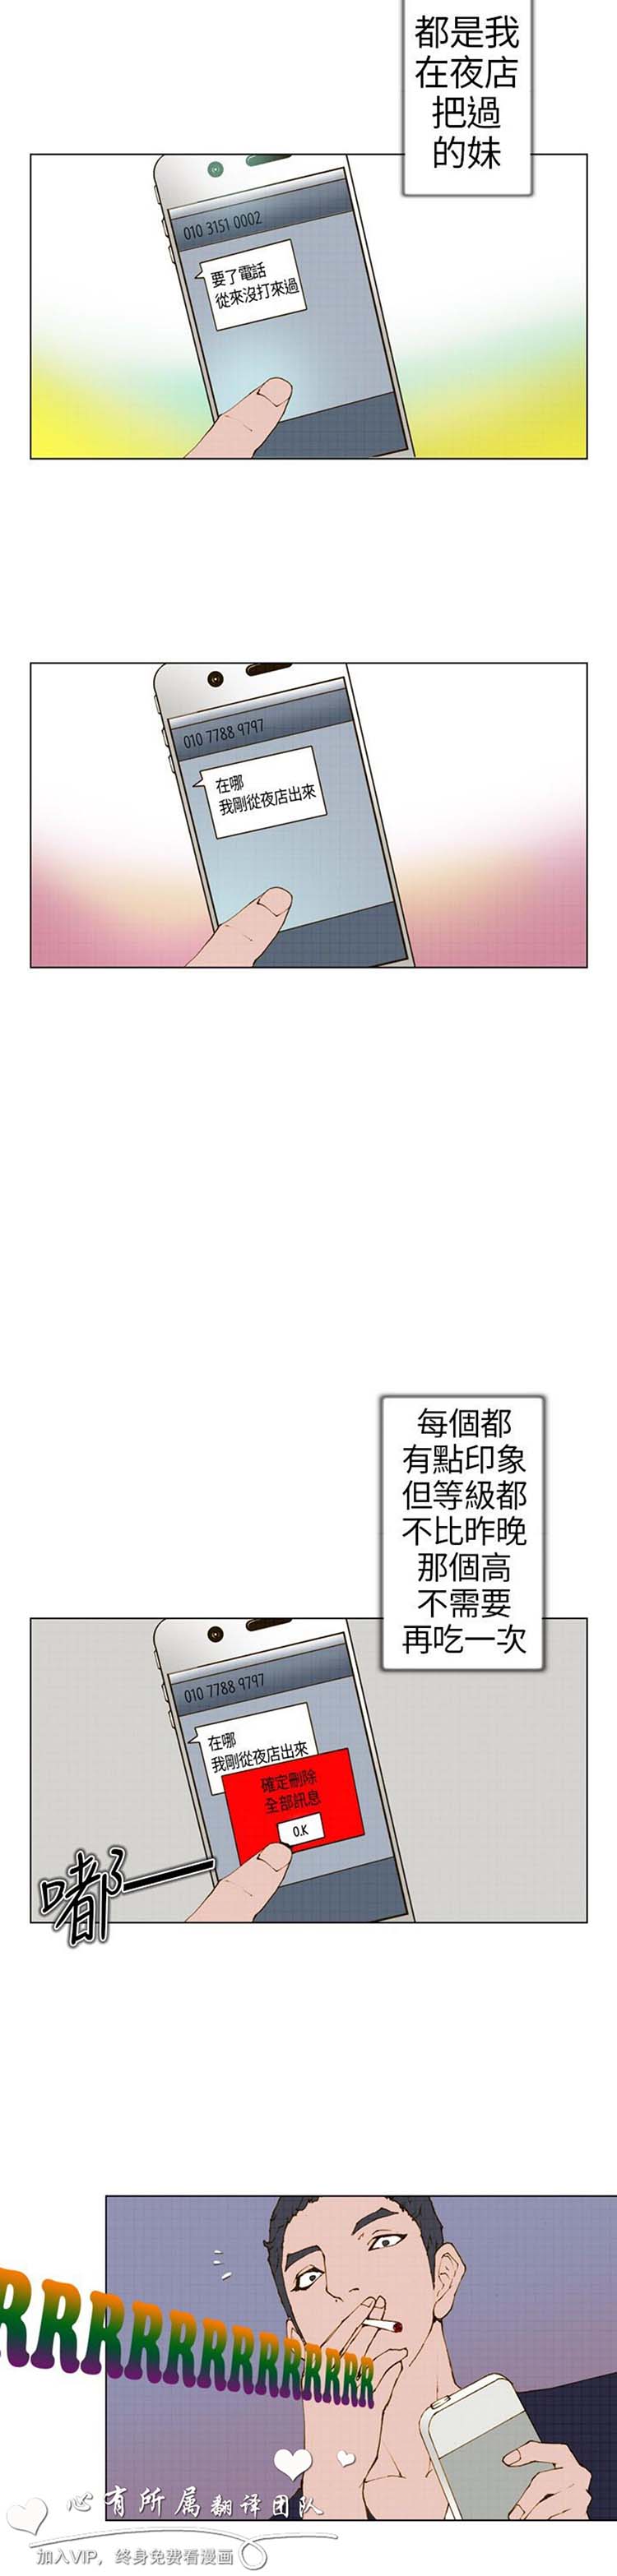 都是我
在夜店
把過
的妹
010 3151 0002
要了電話
從來沒打來過
010 7788 9797
在哪
我剛從夜店出來
每個都
有點印象
但等級都
不比昨晚
那個高
不需要
再吃一次
010 7788 9797
在哪
我剛從夜店出來
確定刪除
全部訊息
O.K
嘟
RRRRRRRRRRRRRR
心有所属翻译团队
加入VIP，终身免费看漫画